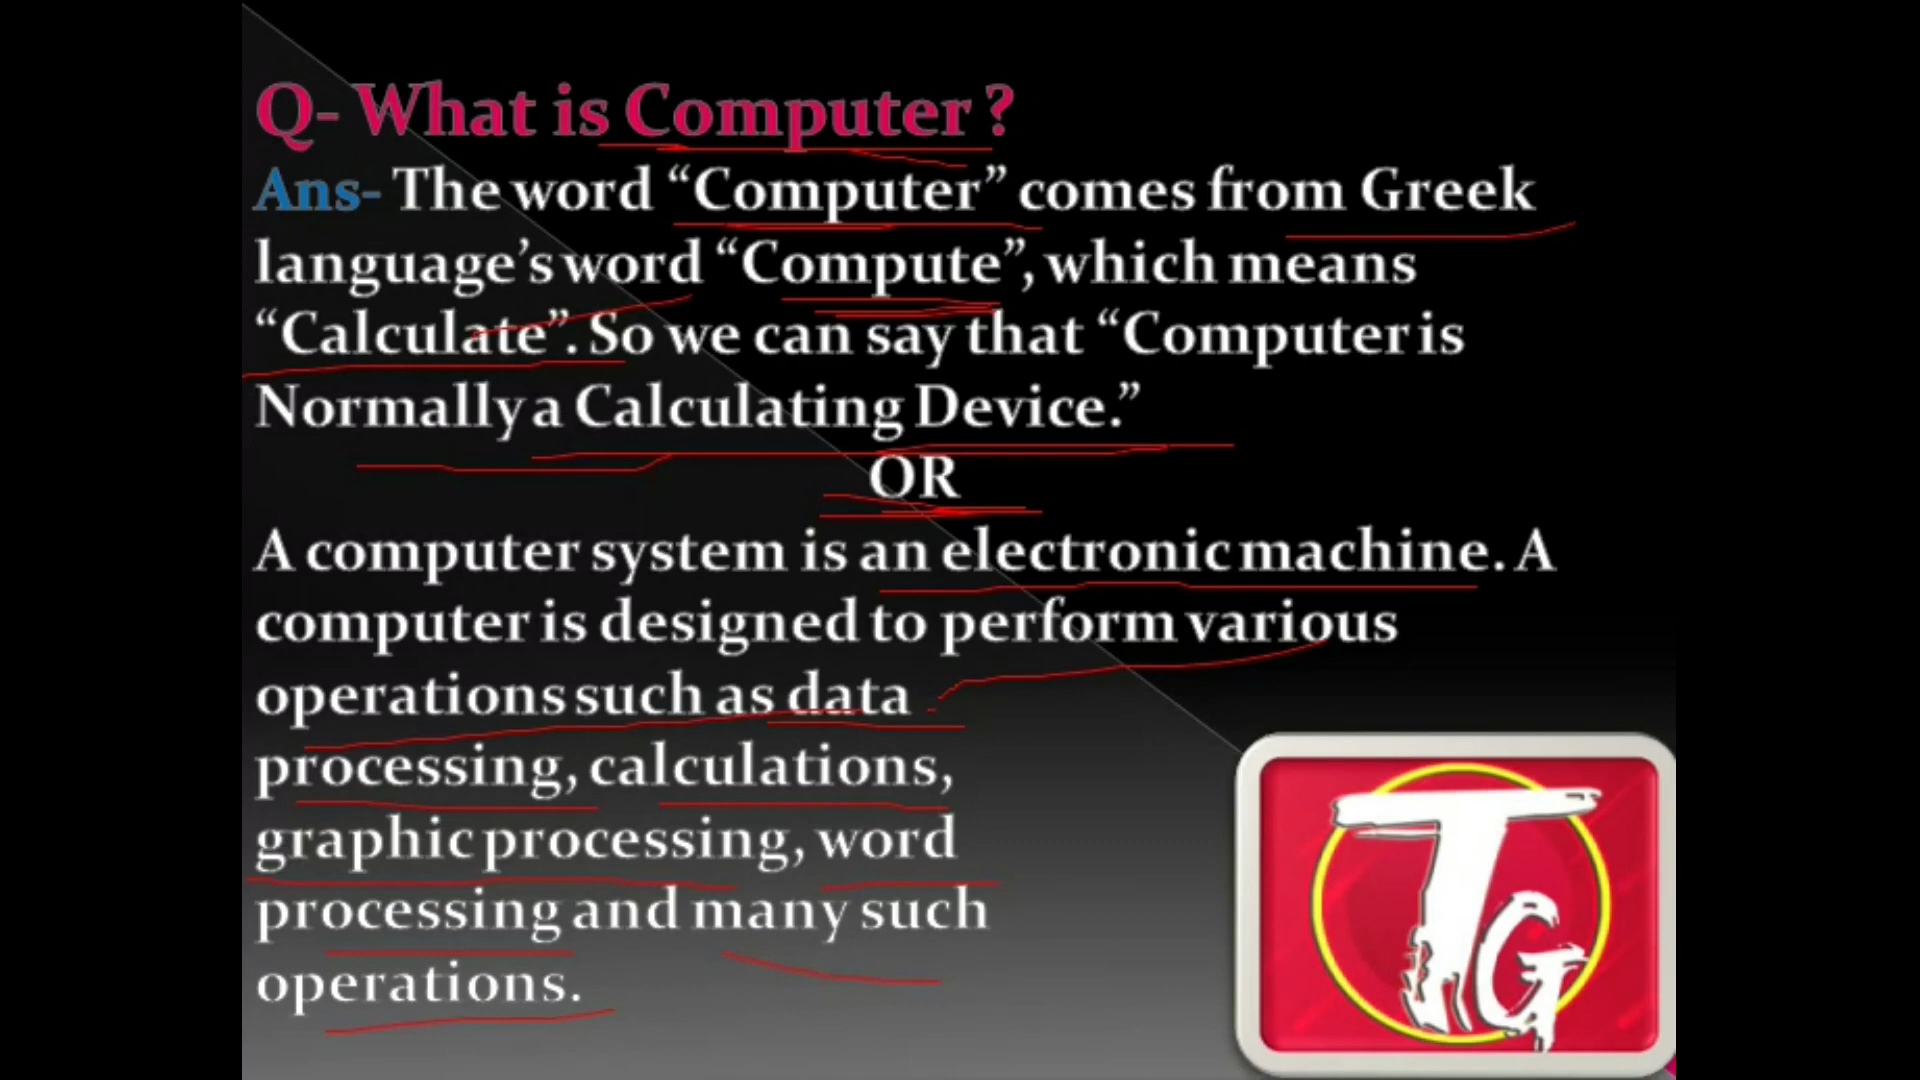 Q- What is Computer ?
Ans- The word “Computer” comes from Greek
language’s word “Compute”, which means
“Calculate”. So we can say that “Computer is
Normally a Calculating Device.”
OR
A computer system is an electronic machine. A
computer is designed to perform various
operations such as data
processing, calculations,
graphic processing, word
processing and many such
operations.
TG